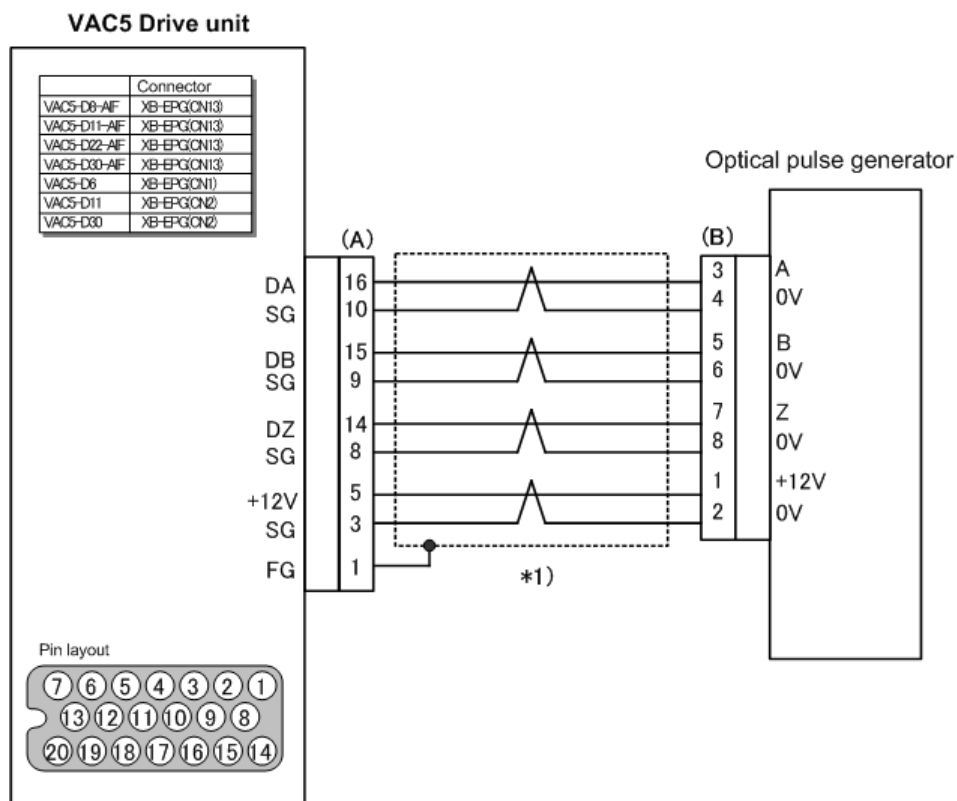 VAC5 Drive unit
Connector
VAC5-D6-AIF XB-EPG(CN13)
VAC5-D11-AIF XB-EPG(CN13)
VAC5-D22-AIF XB-EPG(CN13)
VAC5-D30-AIF XB-EPG(CN13)
VAC5-D6 XB-EPG(CN1)
VAC5-D11 XB-EPG(CN2)
VAC5-D30 XB-EPG(CN2)
Optical pulse generator
(A) (B)
DA 16 3 A
SG 10 4 0V
DB 15 5 B
SG 9 6 0V
DZ 14 7 Z
SG 8 8 0V
+12V 5 1 +12V
SG 3 2 0V
FG 1 *1)
Pin layout
7 6 5 4 3 2 1
13 12 11 10 9 8
20 19 18 17 16 15 14